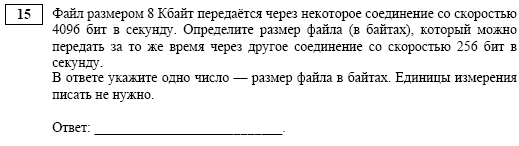 15 Файл размером 8 Кбайт передаётся через некоторое соединение со скоростью
4096 бит в секунду. Определите размер файла (в байтах), который можно
передать за то же время через другое соединение со скоростью 256 бит в
секунду.
В ответе укажите одно число — размер файла в байтах. Единицы измерения
писать не нужно.
Ответ: ___________________________.